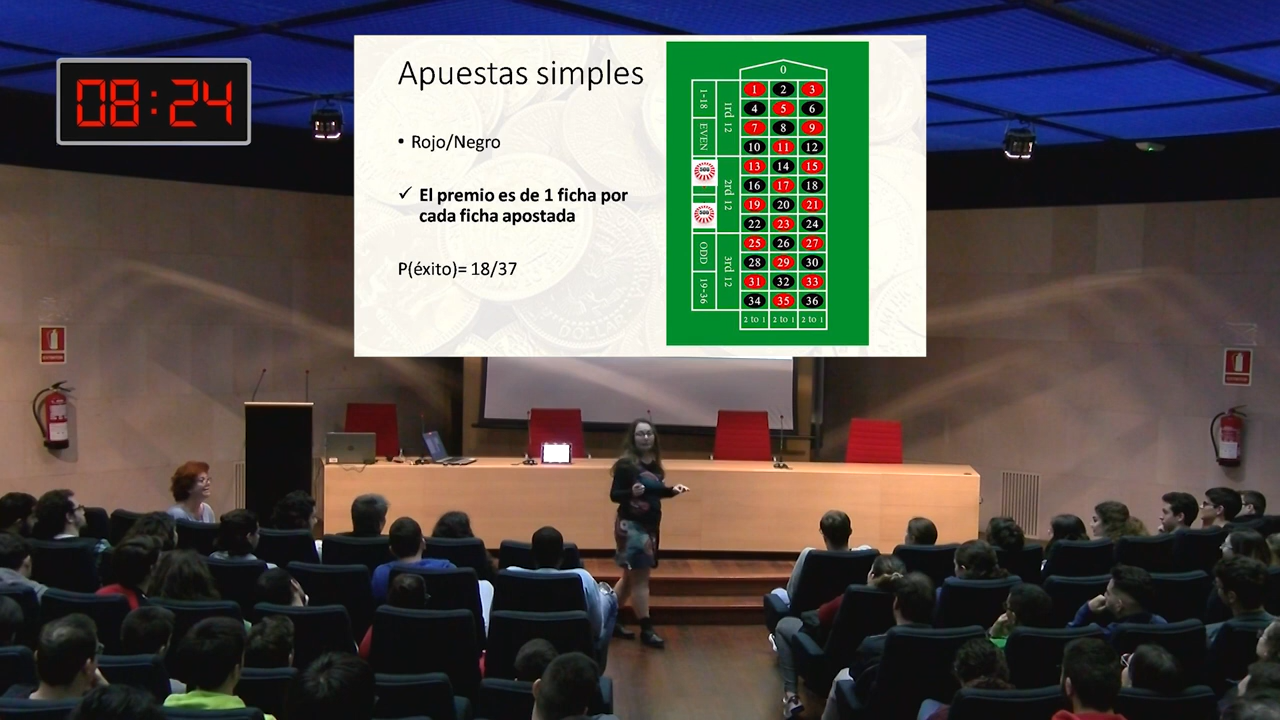 08:24
Apuestas simples
• Rojo/Negro
✓ El premio es de 1 ficha por
cada ficha apostada
P(éxito)= 18/37
0
1 2 3
4 5 6
7 8 9
10 11 12
13 14 15
16 17 18
19 20 21
22 23 24
25 26 27
28 29 30
31 32 33
34 35 36
2 to 1 2 to 1 2 to 1
1rd 12
2rd 12
3rd 12
1-18
EVEN
500
500
ODD
19-36